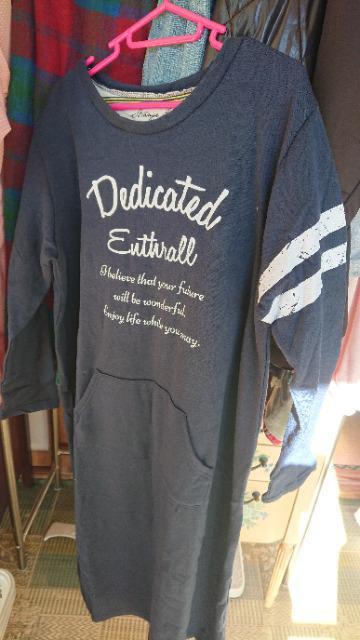 Dedicated
Enthrall
I believe that your future
will be wonderful.
Enjoy life while you may.